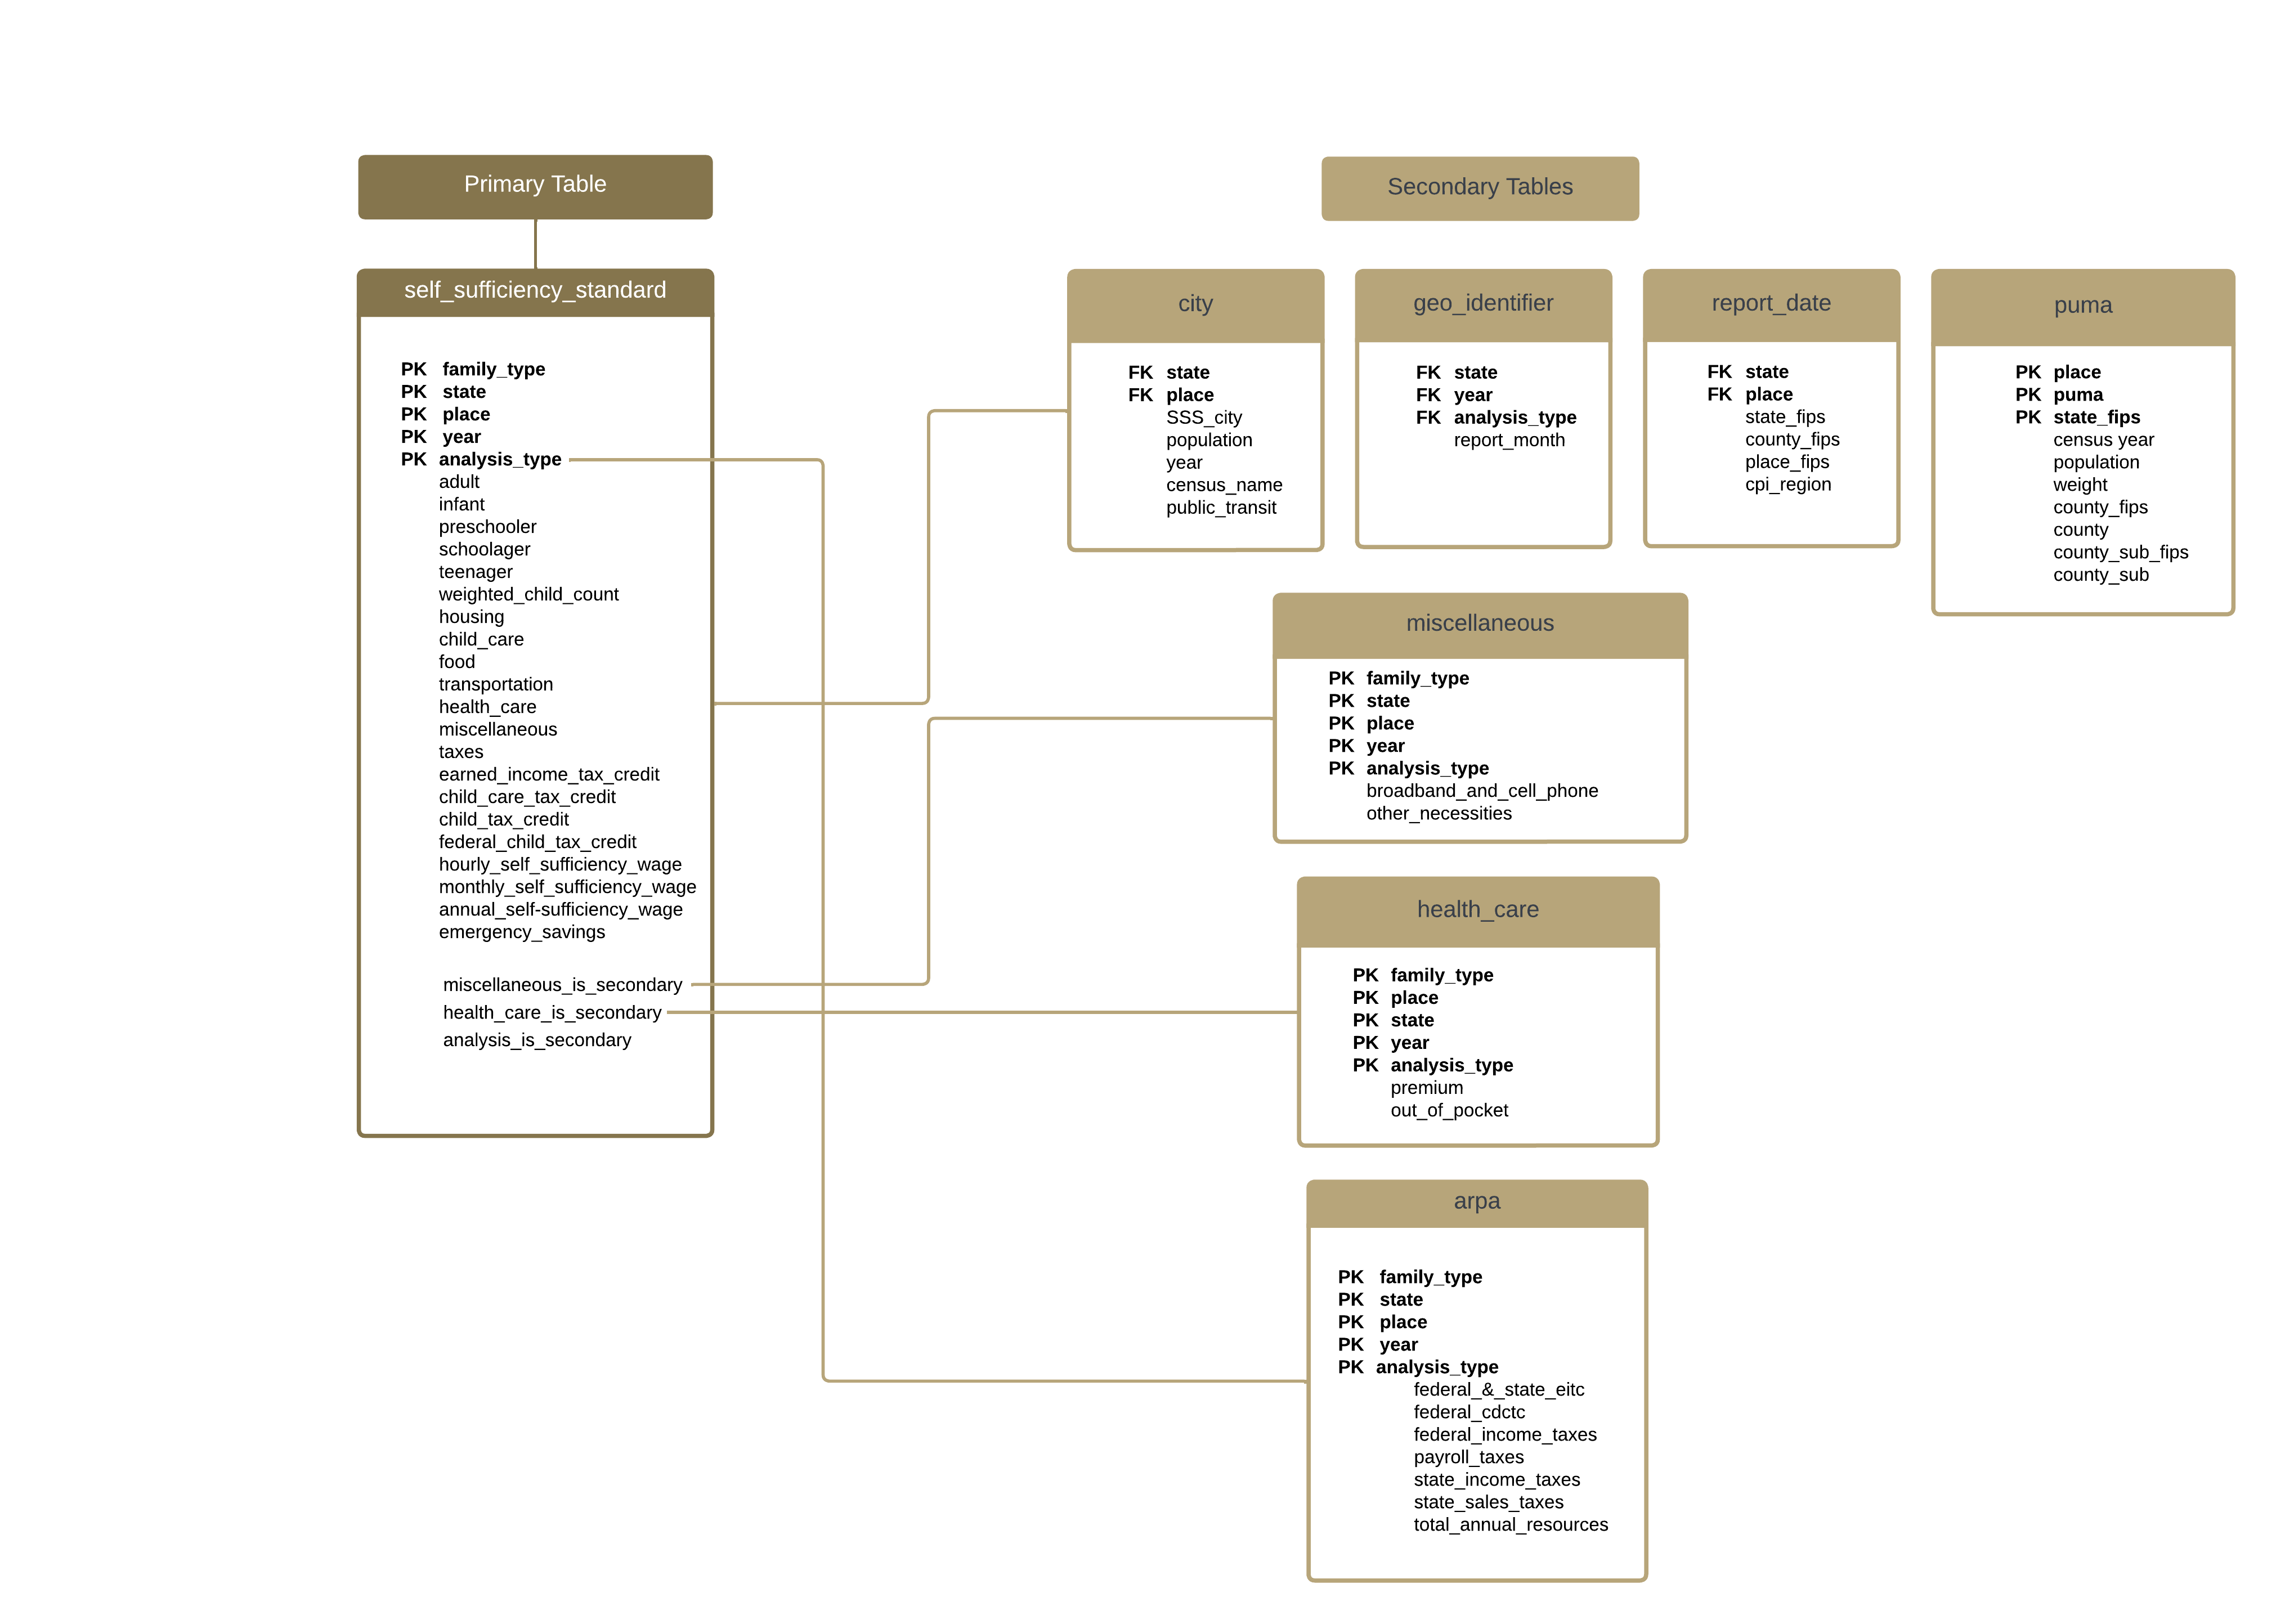 Primary Table
Secondary Tables
self_sufficiency_standard
PK family_type
PK state
PK place
PK year
PK analysis_type
adult
infant
preschooler
schoolager
teenager
weighted_child_count
housing
child_care
food
transportation
health_care
miscellaneous
taxes
earned_income_tax_credit
child_care_tax_credit
child_tax_credit
federal_child_tax_credit
hourly_self_sufficiency_wage
monthly_self_sufficiency_wage
annual_self-sufficiency_wage
emergency_savings
miscellaneous_is_secondary
health_care_is_secondary
analysis_is_secondary
city
FK state
FK place
SSS_city
population
year
census_name
public_transit
geo_identifier
FK state
FK year
FK analysis_type
report_month
report_date
FK state
FK place
state_fips
county_fips
place_fips
cpi_region
puma
PK place
PK puma
PK state_fips
census year
population
weight
county_fips
county
county_sub_fips
county_sub
miscellaneous
PK family_type
PK state
PK place
PK year
PK analysis_type
broadband_and_cell_phone
other_necessities
health_care
PK family_type
PK place
PK state
PK year
PK analysis_type
premium
out_of_pocket
arpa
PK family_type
PK state
PK place
PK year
PK analysis_type
federal_&_state_eitc
federal_cdctc
federal_income_taxes
payroll_taxes
state_income_taxes
state_sales_taxes
total_annual_resources